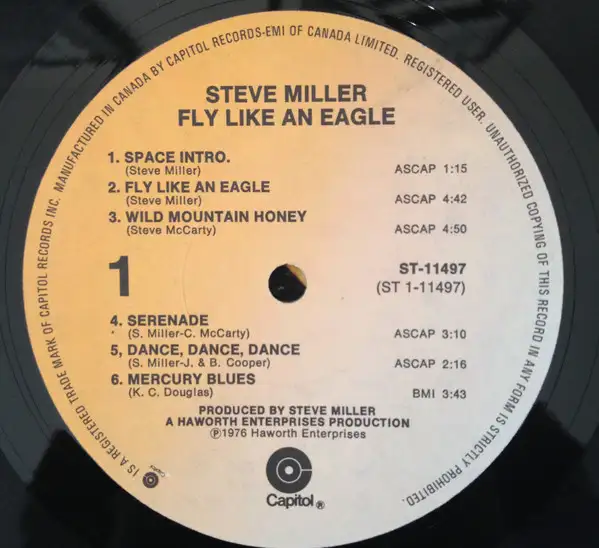 MANUFACTURED IN CANADA BY CAPITOL RECORDS-EMI OF CANADA LIMITED. REGISTERED USER. UNAUTHORIZED COPYING OF THIS RECORD IN ANY FORM IS STRICTLY PROHIBITED.
STEVE MILLER
FLY LIKE AN EAGLE
1. SPACE INTRO.
(Steve Miller) ASCAP 1:15
2. FLY LIKE AN EAGLE
(Steve Miller) ASCAP 4:42
3. WILD MOUNTAIN HONEY
(Steve McCarty) ASCAP 4:50
1
ST-11497
(ST 1-11497)
4. SERENADE
(S. Miller-C. McCarty) ASCAP 3:10
5, DANCE, DANCE, DANCE
(S. Miller-J. & B. Cooper) ASCAP 2:16
6. MERCURY BLUES
(K. C. Douglas) BMI 3:43
PRODUCED BY STEVE MILLER
A HAWORTH ENTERPRISES PRODUCTION
Ⓟ1976 Haworth Enterprises
Capitol®
Capitol
IS A REGISTERED TRADE MARK OF CAPITOL RECORDS INC.